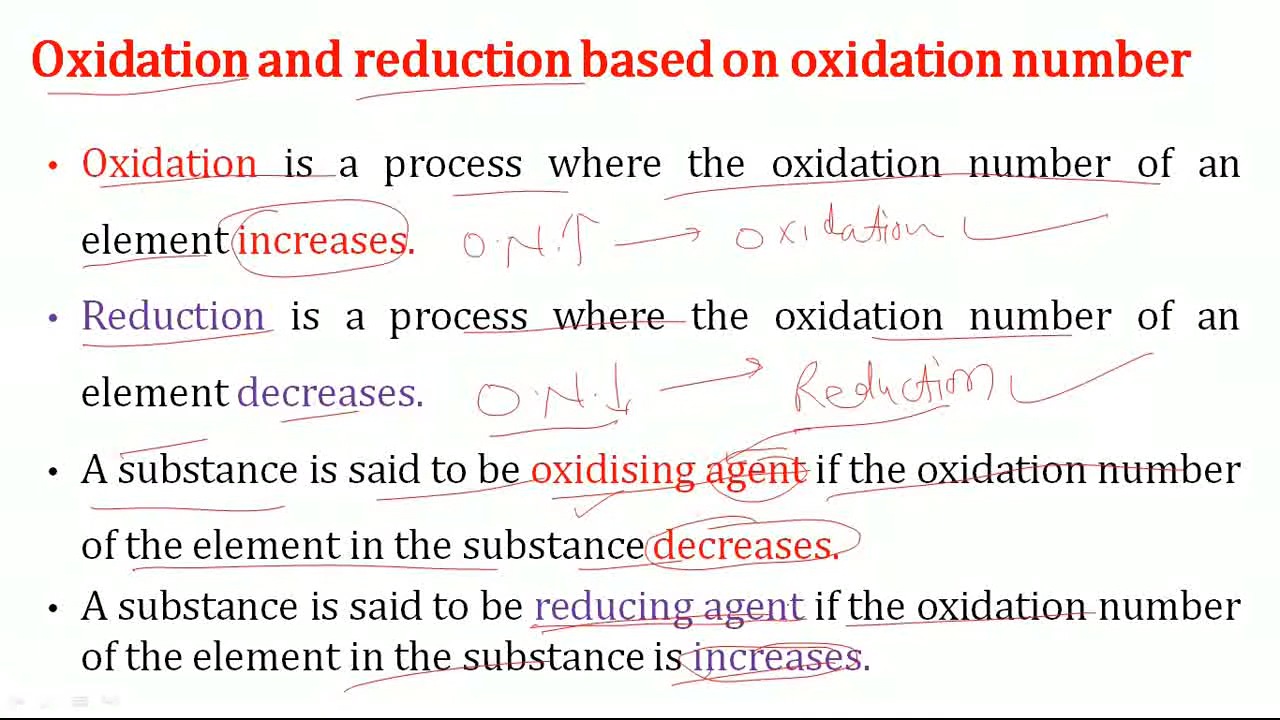 Oxidation and reduction based on oxidation number
• Oxidation is a process where the oxidation number of an
element increases. O.N.↑ → oxidation
• Reduction is a process where the oxidation number of an
element decreases. O.N.↓ → Reduction
• A substance is said to be oxidising agent if the oxidation number
of the element in the substance decreases.
• A substance is said to be reducing agent if the oxidation number
of the element in the substance is increases.